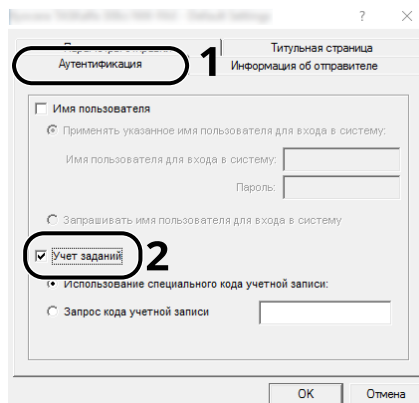 ?
Титульная страница
Аутентификация
1
Информация об отправителе
Имя пользователя
Применять указанное имя пользователя для входа в систему:
Имя пользователя для входа в систему:
Пароль:
Запрашивать имя пользователя для входа в систему
Учет заданий
2
Использование специального кода учетной записи:
Запрос кода учетной записи
OK
Отмена